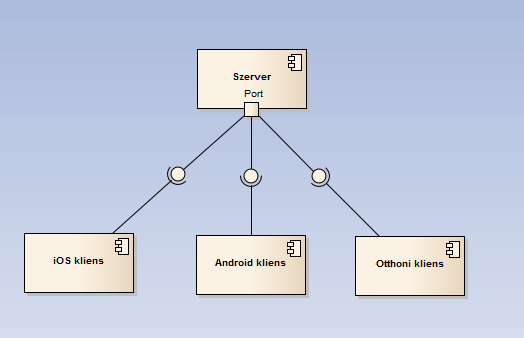 Szerver
Port
iOS kliens
Android kliens
Otthoni kliens